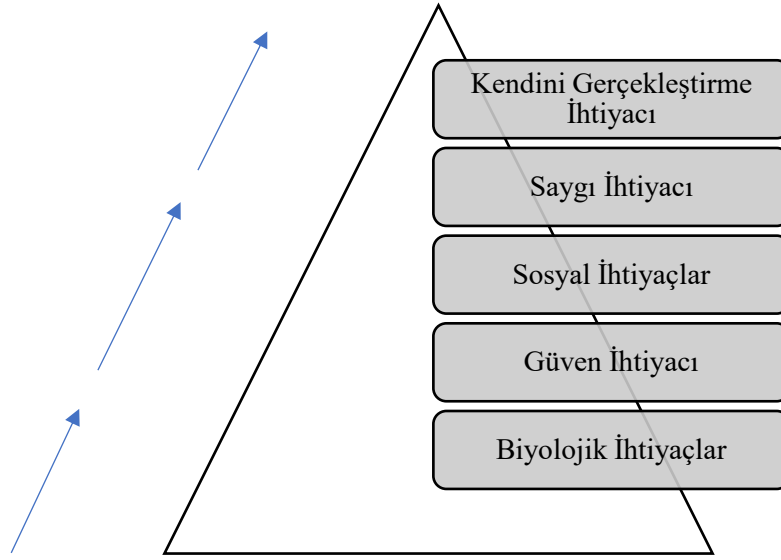 Kendini Gerçekleştirme
İhtiyacı
Saygı İhtiyacı
Sosyal İhtiyaçlar
Güven İhtiyacı
Biyolojik İhtiyaçlar